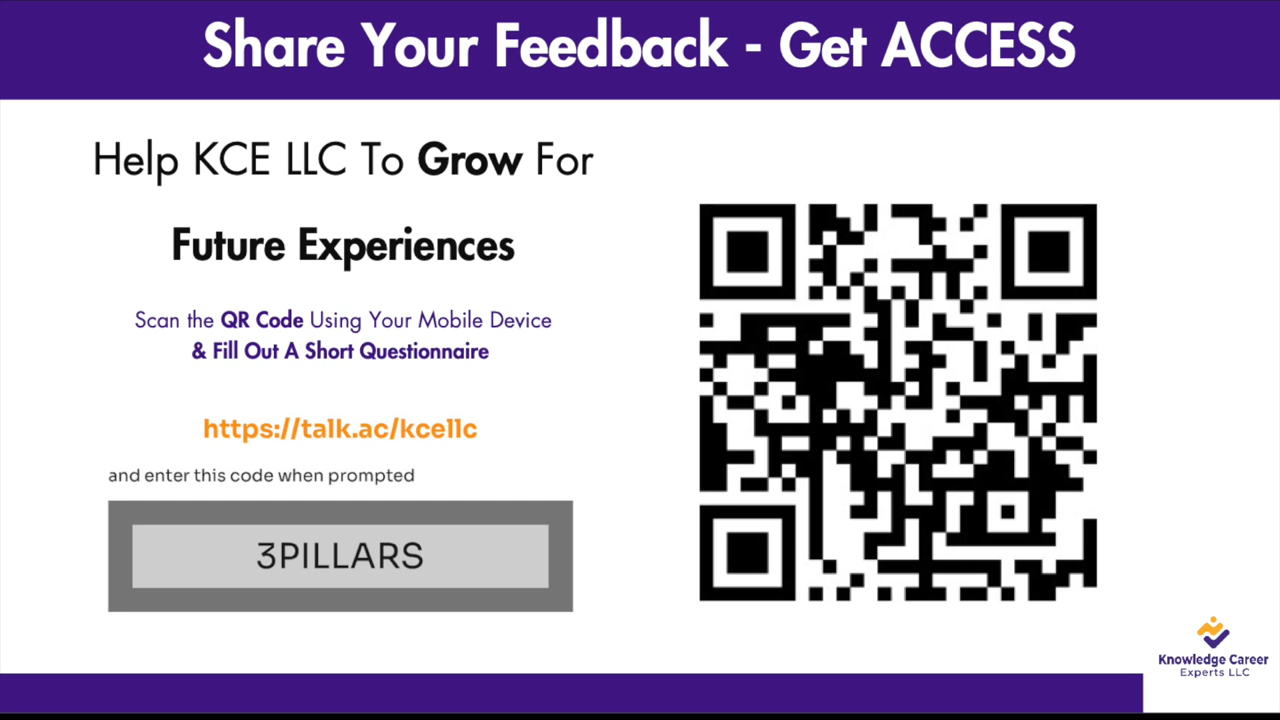 Share Your Feedback - Get ACCESS
Help KCE LLC To Grow For
Future Experiences
Scan the QR Code Using Your Mobile Device
& Fill Out A Short Questionnaire
https://talk.ac/kcellc
and enter this code when prompted
3PILLARS
Knowledge Career
Experts LLC